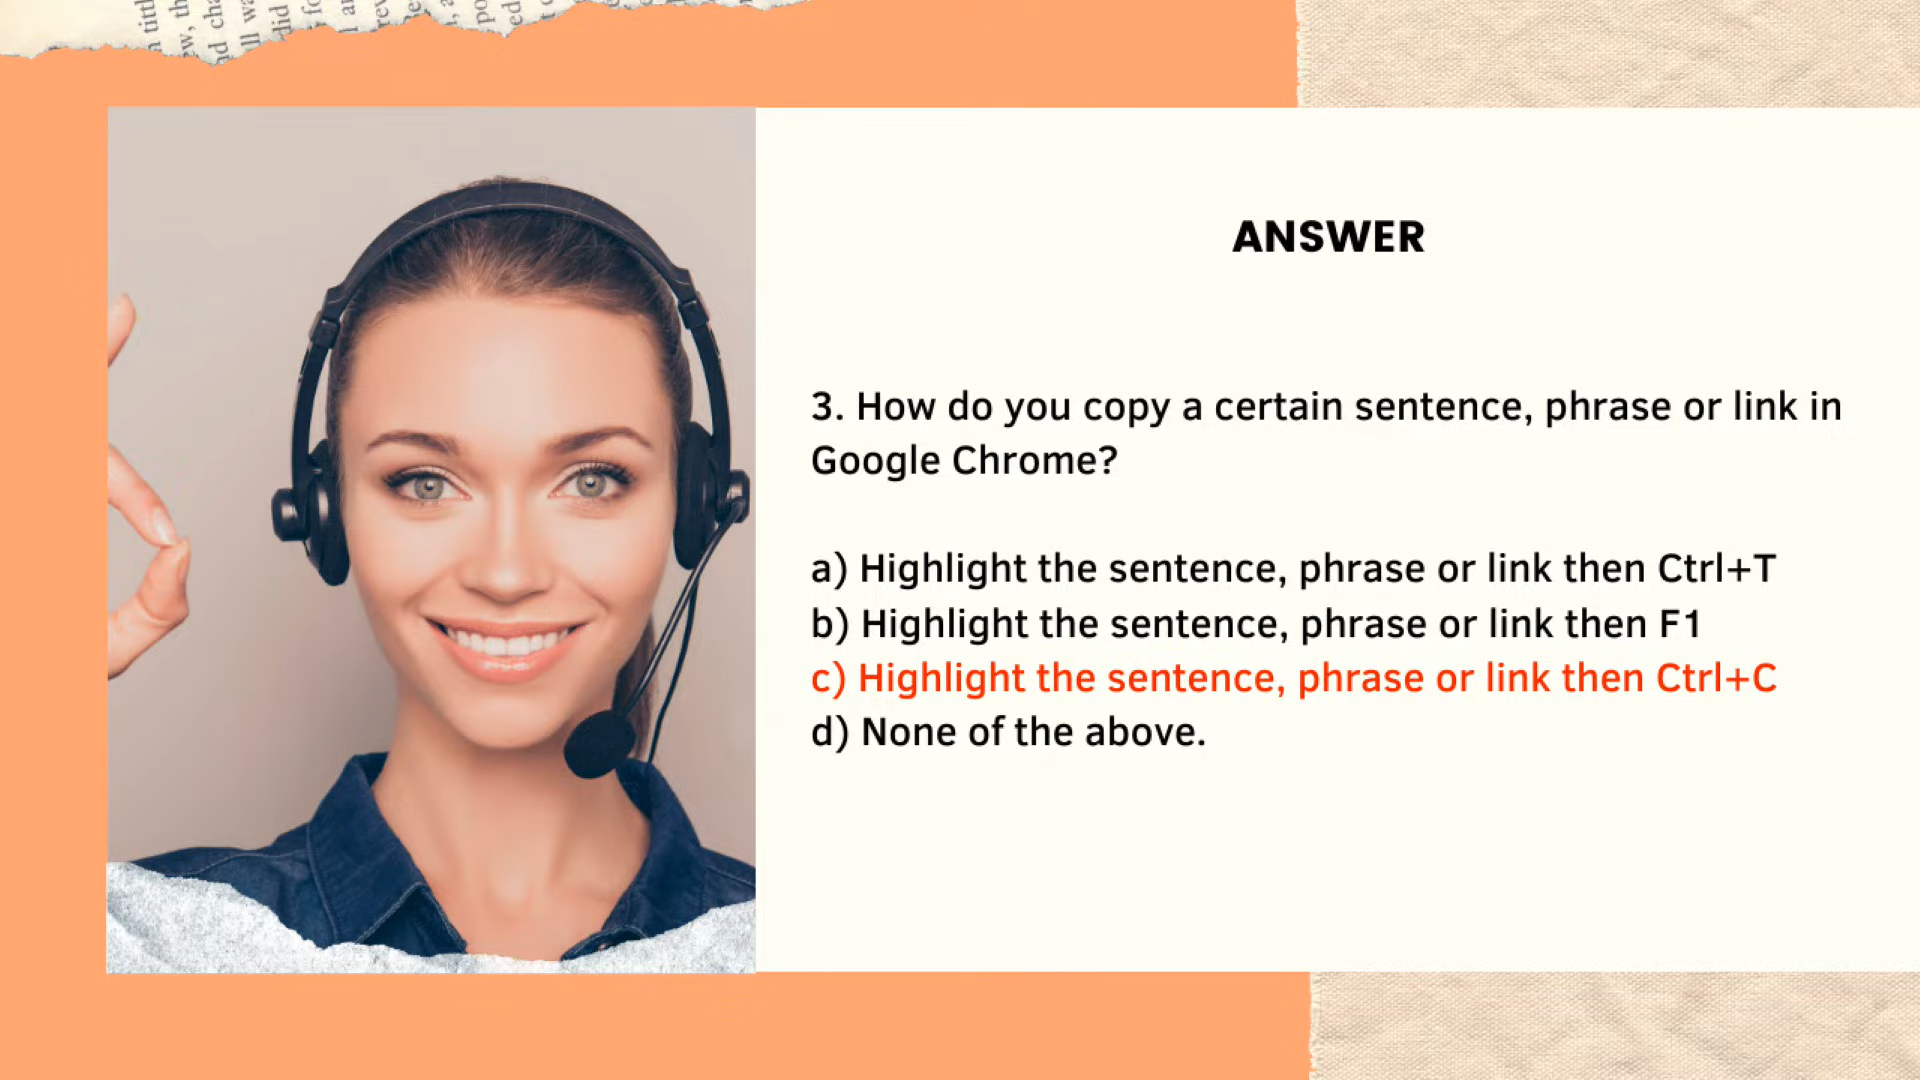 ANSWER
3. How do you copy a certain sentence, phrase or link in
Google Chrome?
a) Highlight the sentence, phrase or link then Ctrl+T
b) Highlight the sentence, phrase or link then F1
c) Highlight the sentence, phrase or link then Ctrl+C
d) None of the above.